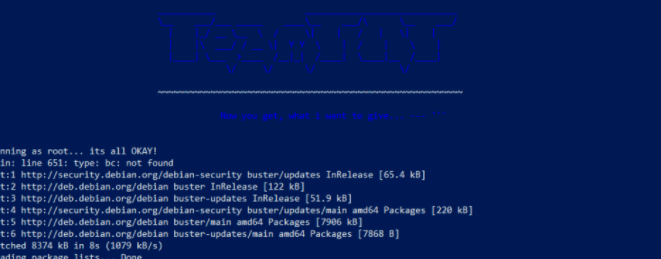 ~~~~~~~~~~~~~~~~~~~~~~~~~~~~~~~~~~~~~~~~~~~~~~~~~~~~~~~~~~~~
nning as root... its all OKAY!
in: line 651: type: bc: not found
t:1 http://security.debian.org/debian-security buster/updates InRelease [65.4 kB]
t:2 http://deb.debian.org/debian buster InRelease [122 kB]
t:3 http://deb.debian.org/debian buster-updates InRelease [51.9 kB]
t:4 http://security.debian.org/debian-security buster/updates/main amd64 Packages [220 kB]
t:5 http://deb.debian.org/debian buster/main amd64 Packages [7906 kB]
t:6 http://deb.debian.org/debian buster-updates/main amd64 Packages [7868 B]
tched 8374 kB in 8s (1079 kB/s)
ading package lists... Done